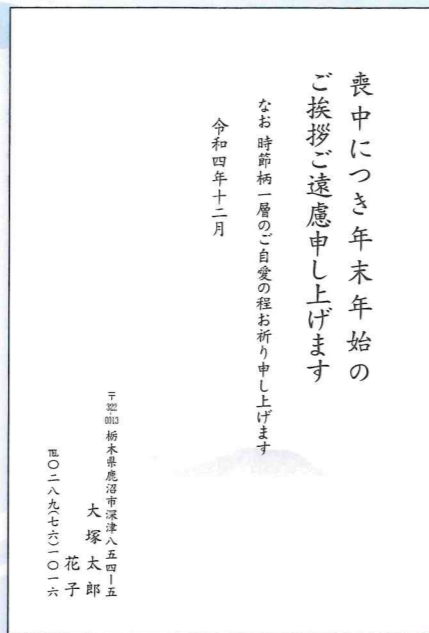 喪中につき年末年始の
ご挨拶ご遠慮申し上げます
なお 時節柄一層のご自愛の程お祈り申し上げます
令和四年十二月
〒322-0013 栃木県鹿沼市深津八五四ー五
大塚太郎
花子
℡〇二八九(七六)一〇一六